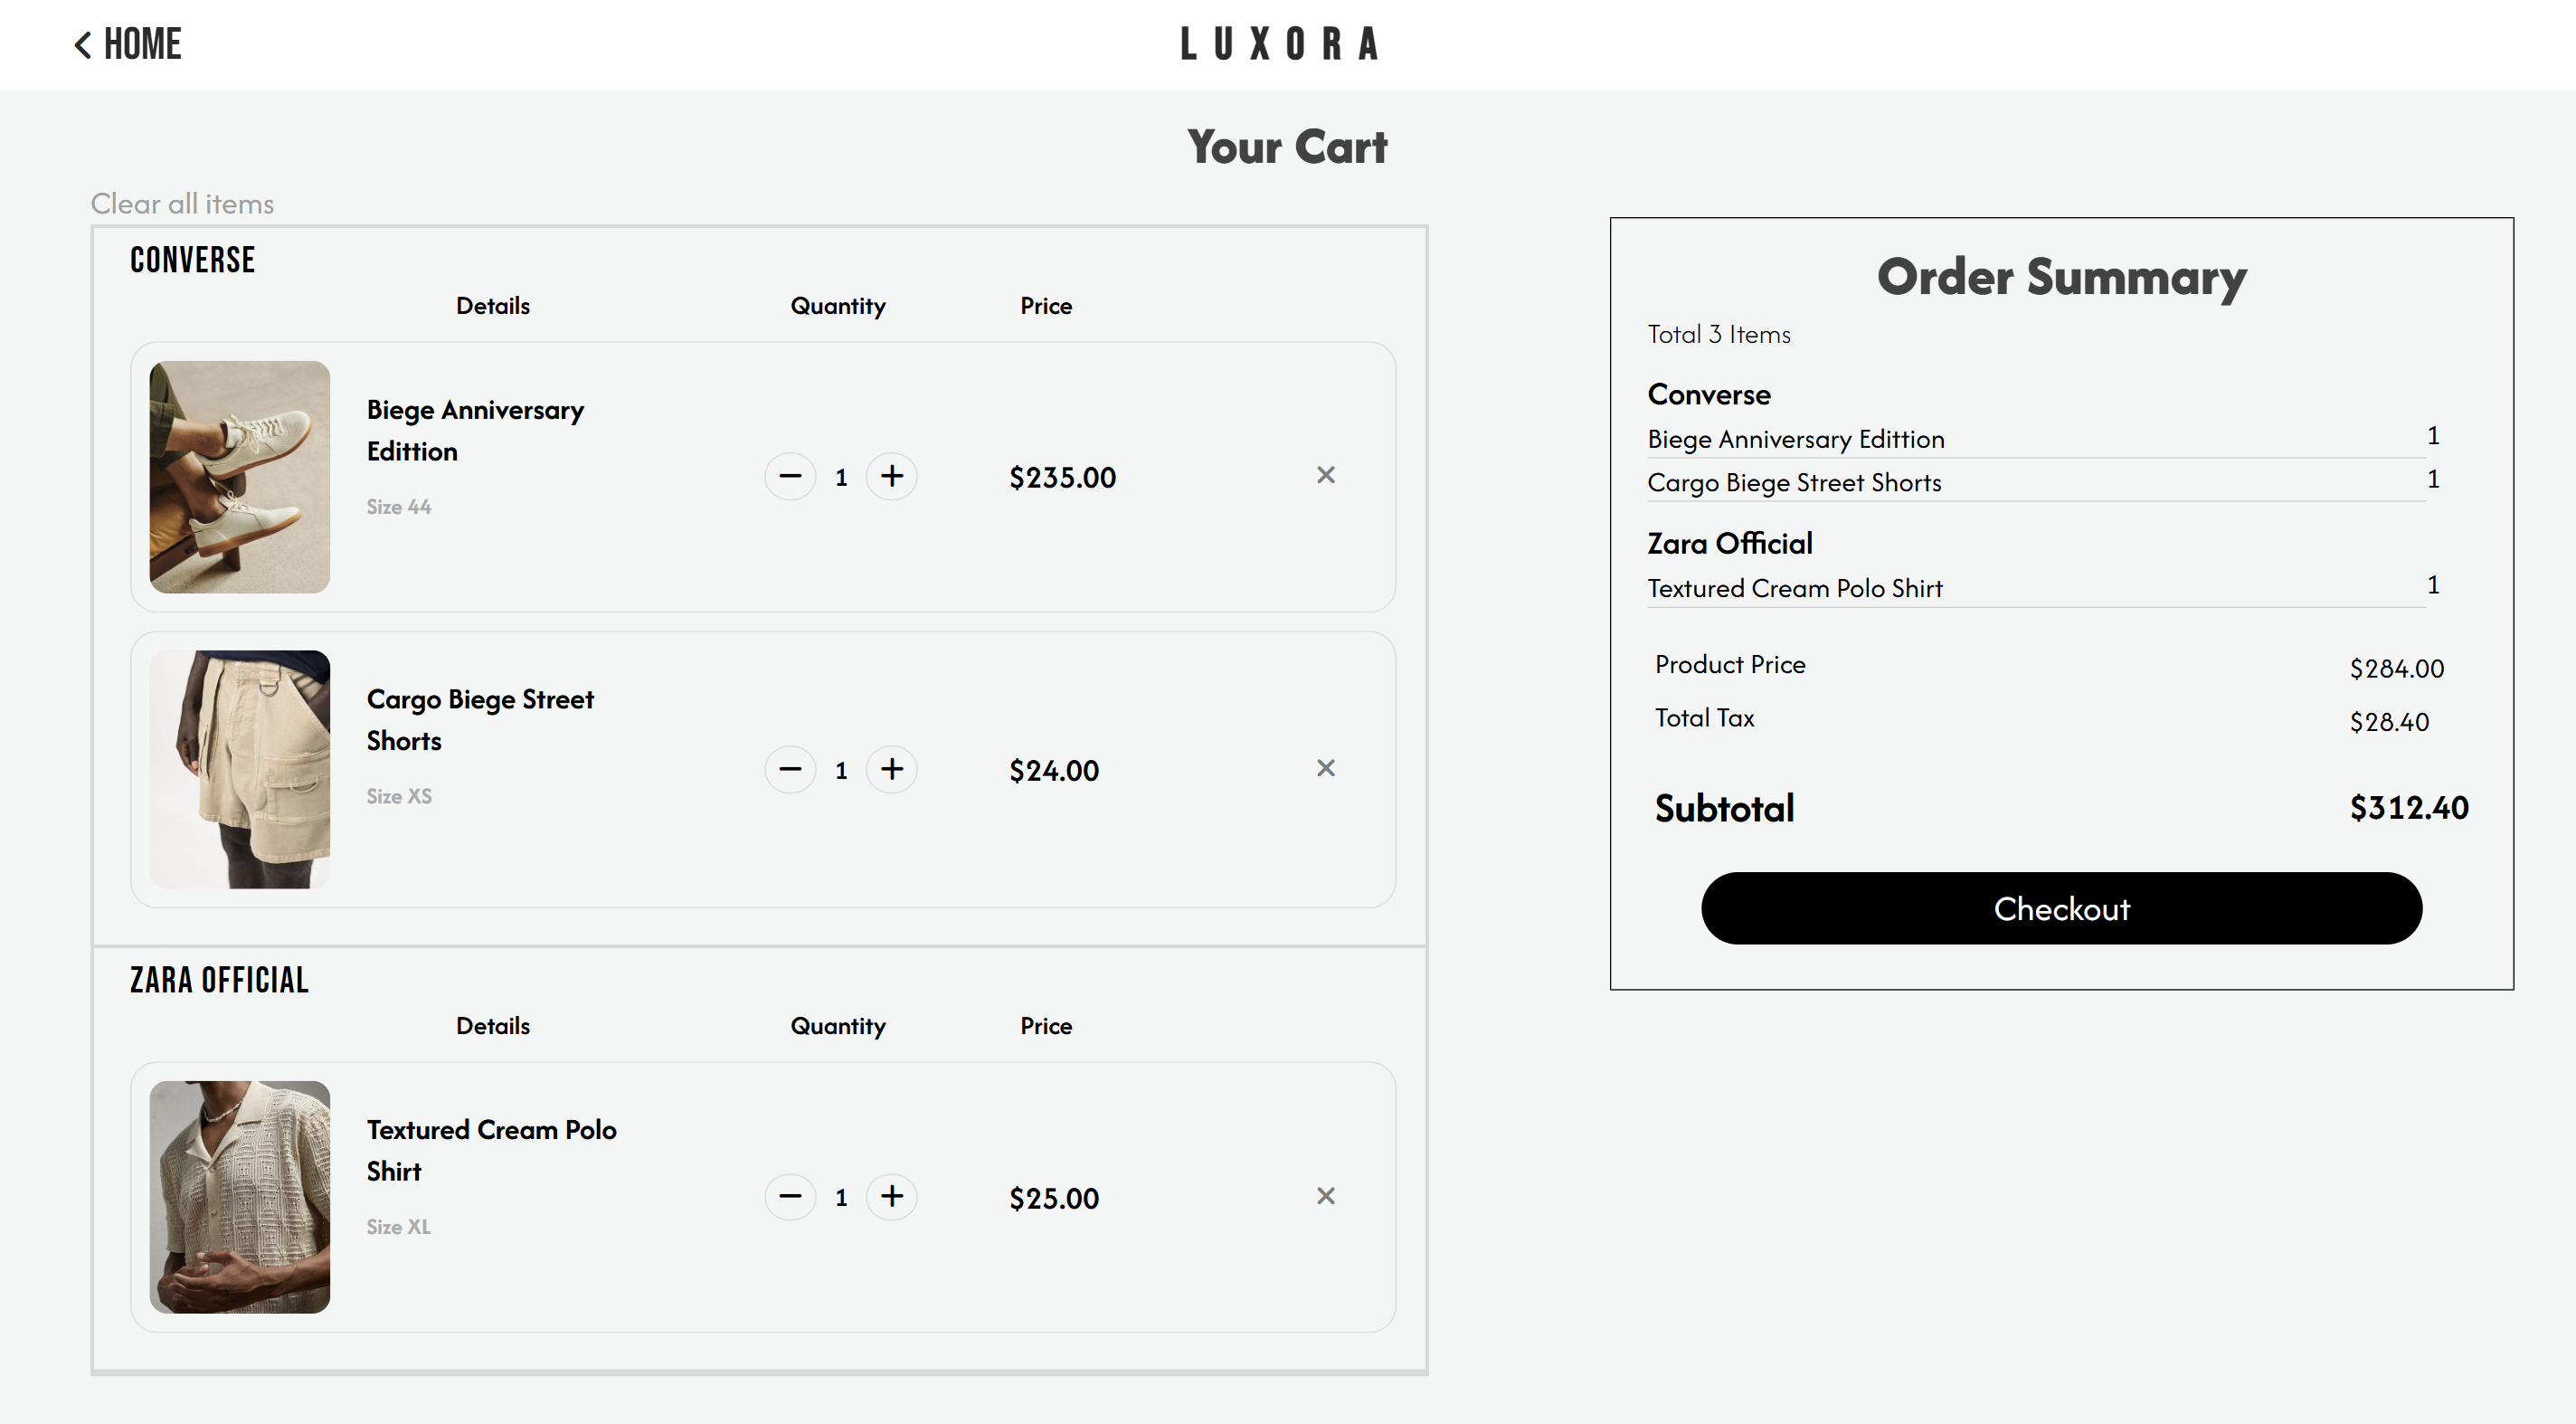 HOME
LUXORA
Your Cart
Clear all items
CONVERSE
Details Quantity Price
Biege Anniversary
Edittion
Size 44
1
$235.00
Cargo Biege Street
Shorts
Size XS
1
$24.00
ZARA OFFICIAL
Details Quantity Price
Textured Cream Polo
Shirt
Size XL
1
$25.00
Order Summary
Total 3 Items
Converse
Biege Anniversary Edittion 1
Cargo Biege Street Shorts 1
Zara Official
Textured Cream Polo Shirt 1
Product Price $284.00
Total Tax $28.40
Subtotal $312.40
Checkout